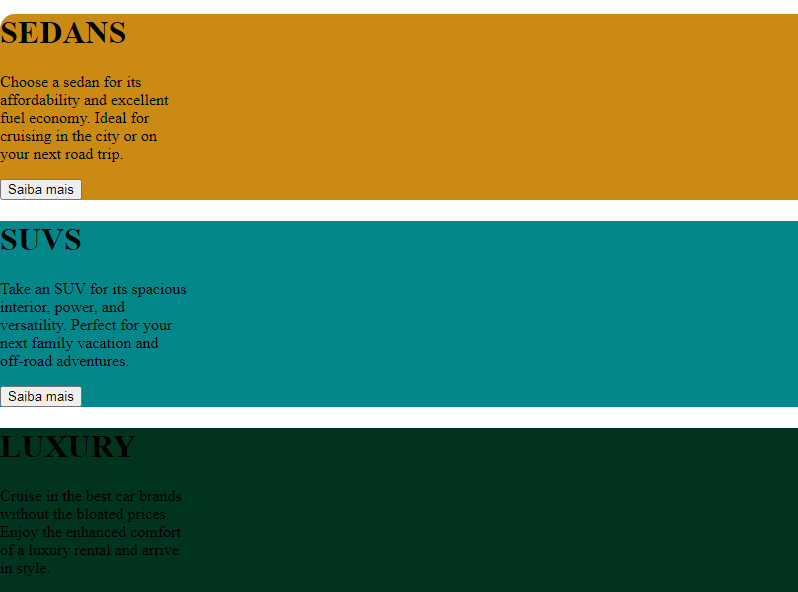 SEDANS
Choose a sedan for its
affordability and excellent
fuel economy. Ideal for
cruising in the city or on
your next road trip.
Saiba mais
SUVS
Take an SUV for its spacious
interior, power, and
versatility. Perfect for your
next family vacation and
off-road adventures.
Saiba mais
LUXURY
Cruise in the best car brands
without the bloated prices.
Enjoy the enhanced comfort
of a luxury rental and arrive
in style.